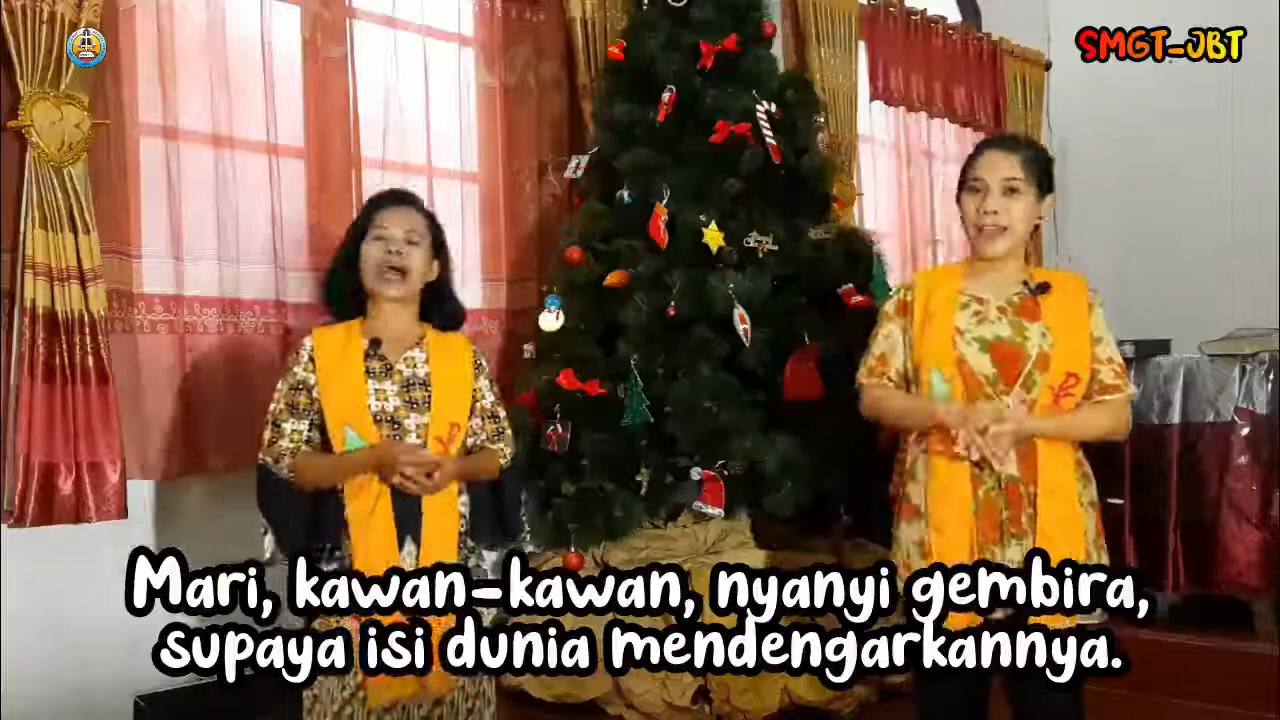 SMGT-JBT
Mari, kawan-kawan, nyanyi gembira,
supaya isi dunia mendengarkannya.